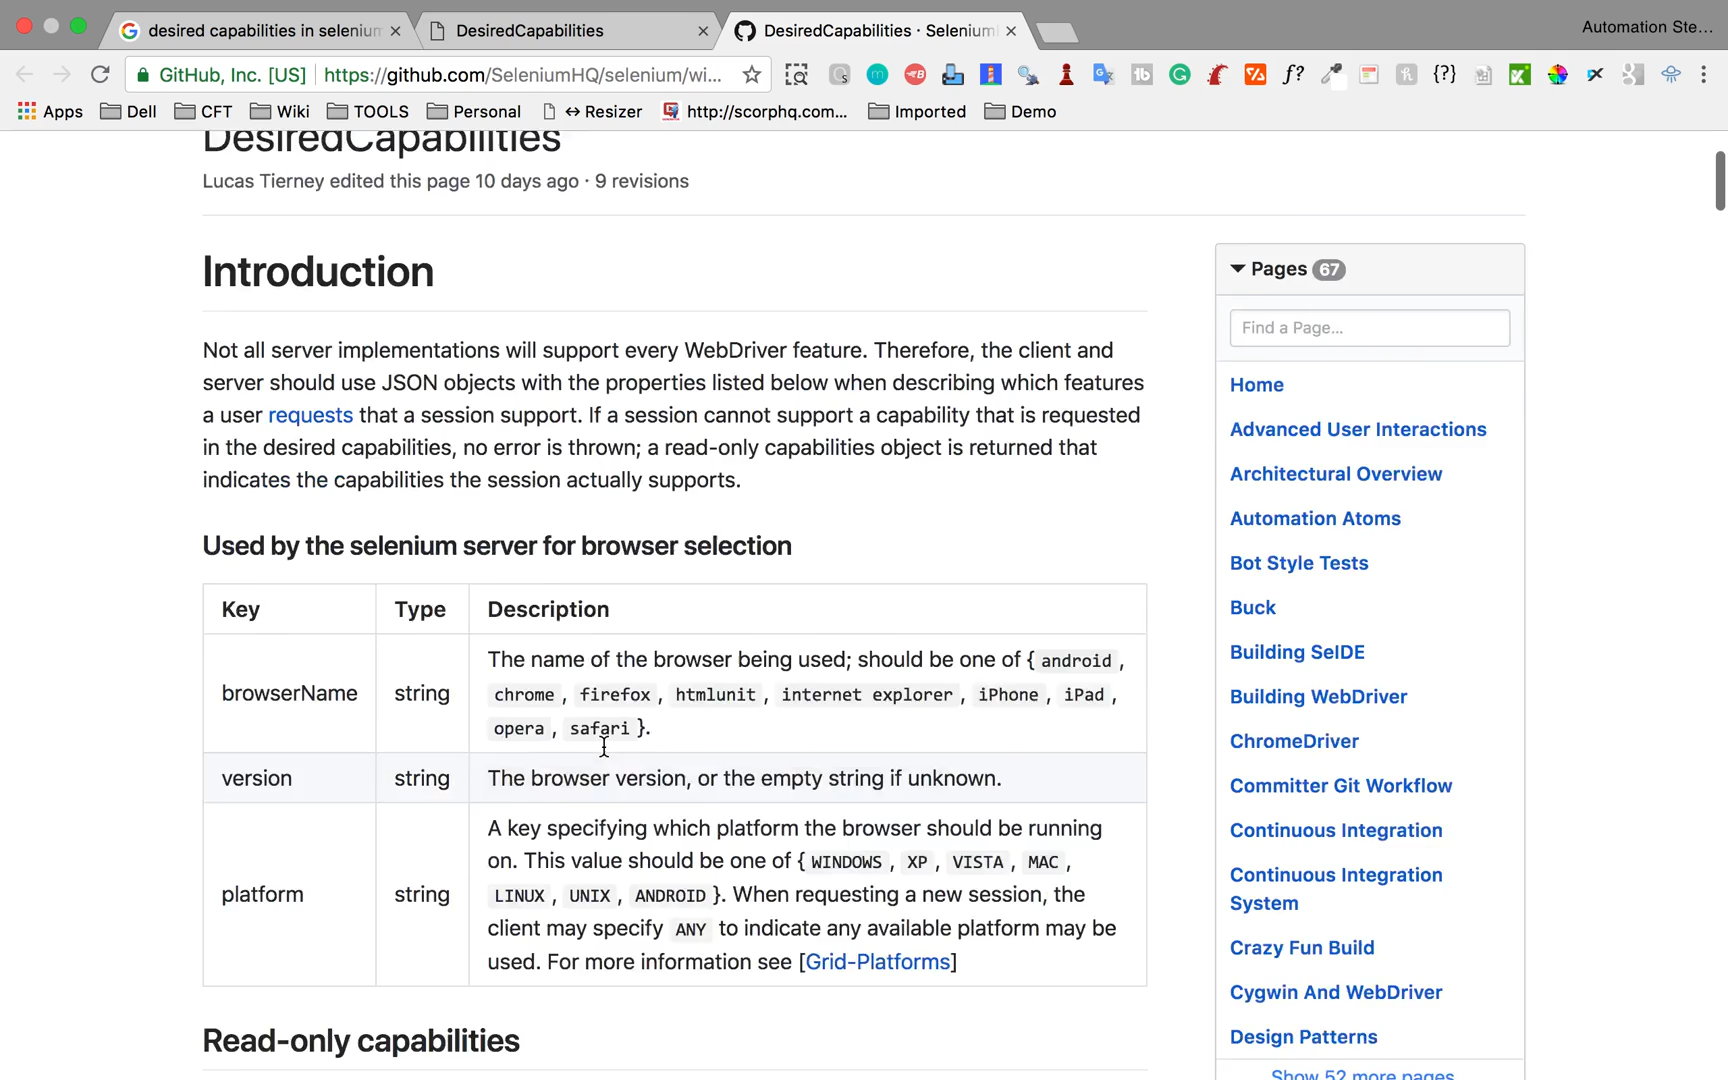 desired capabilities in selenium
DesiredCapabilities
DesiredCapabilities · Selenium
Automation Ste...
GitHub, Inc. [US]
https://github.com/SeleniumHQ/selenium/wi...
Apps
Dell
CFT
Wiki
TOOLS
Personal
↔ Resizer
http://scorphq.com...
Imported
Demo
DesiredCapabilities
Lucas Tierney edited this page 10 days ago · 9 revisions
Introduction
Not all server implementations will support every WebDriver feature. Therefore, the client and
server should use JSON objects with the properties listed below when describing which features
a user requests that a session support. If a session cannot support a capability that is requested
in the desired capabilities, no error is thrown; a read-only capabilities object is returned that
indicates the capabilities the session actually supports.
Used by the selenium server for browser selection
Key Type Description
browserName string The name of the browser being used; should be one of { android ,
chrome , firefox , htmlunit , internet explorer , iPhone , iPad ,
opera , safari }.
version string The browser version, or the empty string if unknown.
platform string A key specifying which platform the browser should be running
on. This value should be one of { WINDOWS , XP , VISTA , MAC ,
LINUX , UNIX , ANDROID }. When requesting a new session, the
client may specify ANY to indicate any available platform may be
used. For more information see [Grid-Platforms]
Read-only capabilities
Pages 67
Find a Page...
Home
Advanced User Interactions
Architectural Overview
Automation Atoms
Bot Style Tests
Buck
Building SeIDE
Building WebDriver
ChromeDriver
Committer Git Workflow
Continuous Integration
Continuous Integration
System
Crazy Fun Build
Cygwin And WebDriver
Design Patterns
Show 52 more pages